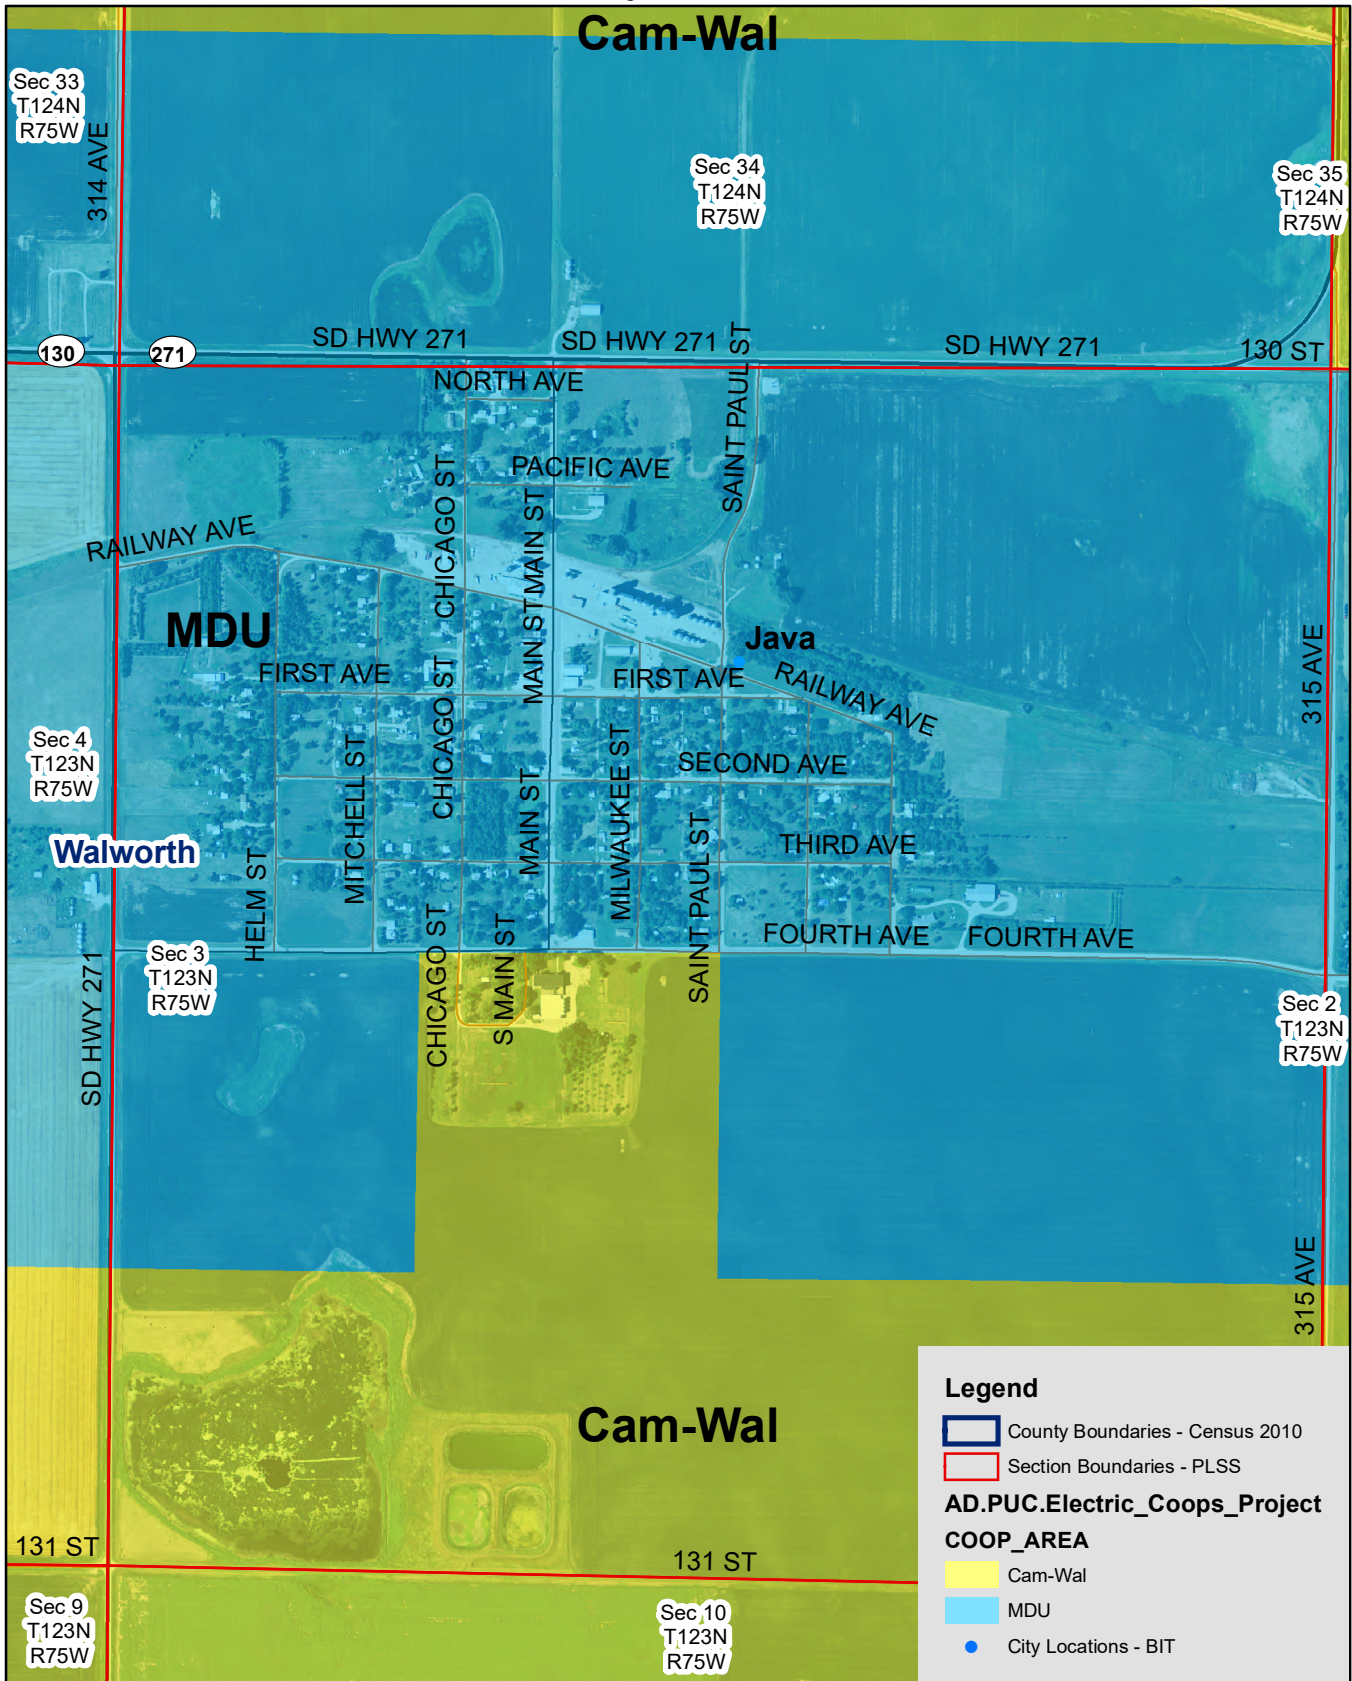 Cam-Wal
Sec 33
T124N
R75W
314 AVE
Sec 34
T124N
R75W
Sec 35
T124N
R75W
130
271
SD HWY 271
SD HWY 271
SD HWY 271
130 ST
NORTH AVE
PACIFIC AVE
SAINT PAUL ST
CHICAGO ST
MAIN ST
RAILWAY AVE
MDU
Java
FIRST AVE
FIRST AVE
RAILWAY AVE
MAIN ST
CHICAGO ST
315 AVE
Sec 4
T123N
R75W
MITCHELL ST
MILWAUKEE ST
SECOND AVE
MAIN ST
Walworth
HELM ST
SAINT PAUL ST
THIRD AVE
FOURTH AVE
FOURTH AVE
Sec 3
T123N
R75W
CHICAGO ST
S MAIN ST
SD HWY 271
Sec 2
T123N
R75W
315 AVE
Cam-Wal
131 ST
131 ST
Sec 9
T123N
R75W
Sec 10
T123N
R75W
Legend
County Boundaries - Census 2010
Section Boundaries - PLSS
AD.PUC.Electric_Coops_Project
COOP_AREA
Cam-Wal
MDU
City Locations - BIT